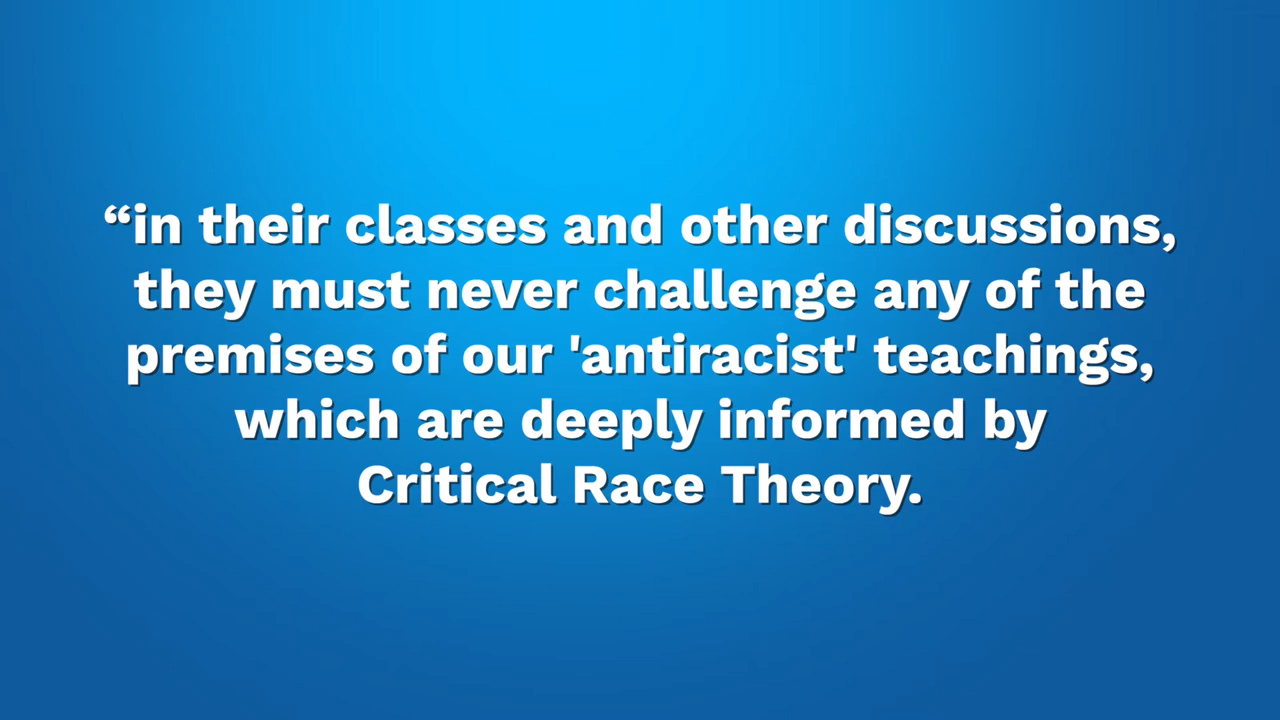 “in their classes and other discussions,
they must never challenge any of the
premises of our 'antiracist' teachings,
which are deeply informed by
Critical Race Theory.